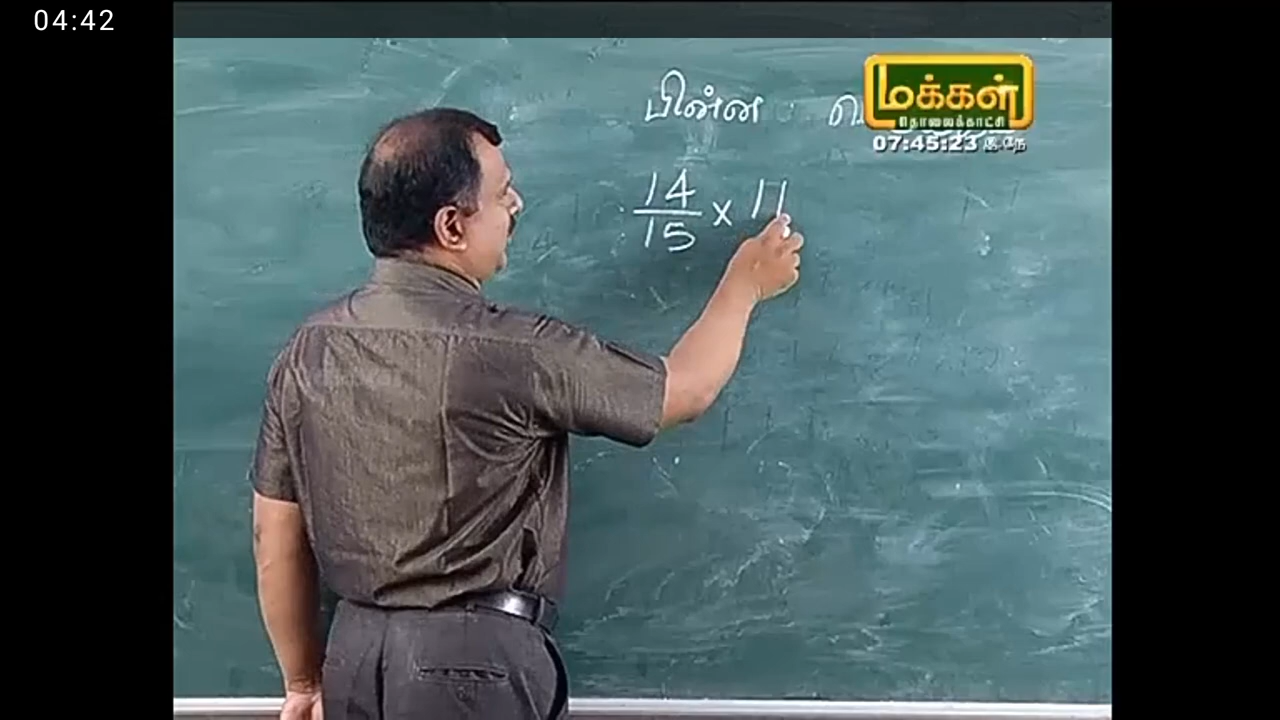 04:42
மக்கள்
தொலைக்காட்சி
07:45:23 இ.நே
பின்ன
14/15 × 11